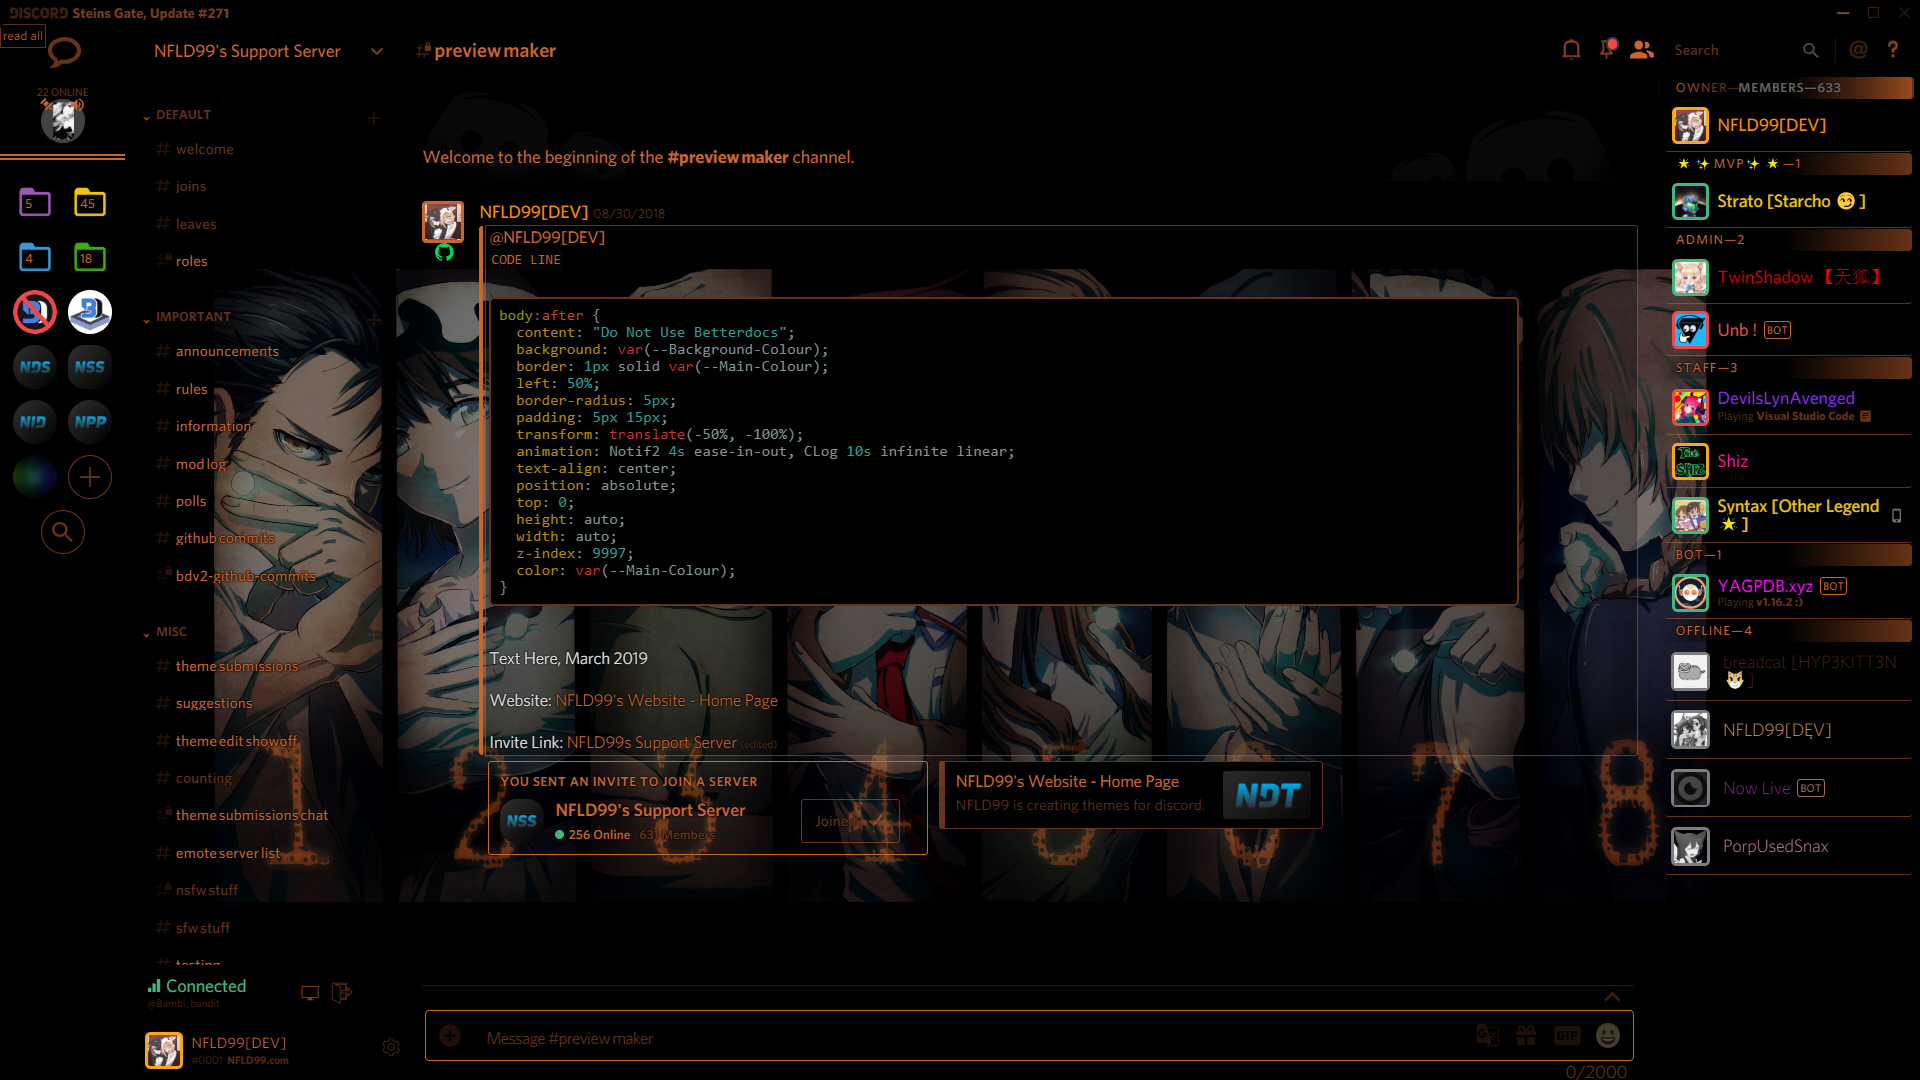 DISCORD Steins Gate, Update #271
read all
NFLD99's Support Server
# preview maker
Search
@ ?
22 ONLINE
5
45
4
18
NDS
NSS
NID
NPP
DEFAULT
# welcome
# joins
# leaves
# roles
IMPORTANT
# announcements
# rules
# information
# mod log
# polls
# github commits
# bdv2-github-commits
MISC
# theme submissions
# suggestions
# theme edit showoff
# counting
# theme submissions chat
# emote server list
# nsfw stuff
# sfw stuff
# testing
Connected
@Bambi_bandit
NFLD99[DEV]
#0001 NFLD99.com
Welcome to the beginning of the #preview maker channel.
NFLD99[DEV] 08/30/2018
@NFLD99[DEV]
CODE LINE
body:after {
content: "Do Not Use Betterdocs";
background: var(--Background-Colour);
border: 1px solid var(--Main-Colour);
left: 50%;
border-radius: 5px;
padding: 5px 15px;
transform: translate(-50%, -100%);
animation: Notif2 4s ease-in-out, CLog 10s infinite linear;
text-align: center;
position: absolute;
top: 0;
height: auto;
width: auto;
z-index: 9997;
color: var(--Main-Colour);
}
Text Here, March 2019
Website: NFLD99's Website - Home Page
Invite Link: NFLD99s Support Server (edited)
YOU SENT AN INVITE TO JOIN A SERVER
NSS
NFLD99's Support Server
256 Online 631 Members
Joined
NFLD99's Website - Home Page
NFLD99 is creating themes for discord.
NDT
Message #preview maker
GIF
0/2000
OWNER—MEMBERS—633
NFLD99[DEV]
🌟 ✨MVP✨ 🌟—1
Strato [Starcho 😏]
ADMIN—2
TwinShadow 【天狐】
Unb ! BOT
STAFF—3
DevilsLynAvenged
Playing Visual Studio Code
The SHIZ
Shiz
Syntax [Other Legend
🌟]
BOT—1
YAGPDB.xyz BOT
Playing v1.16.2 :)
OFFLINE—4
breadcat [HYP3KITT3N
]
NFLD99[DĘV]
Now Live BOT
PorpUsedSnax